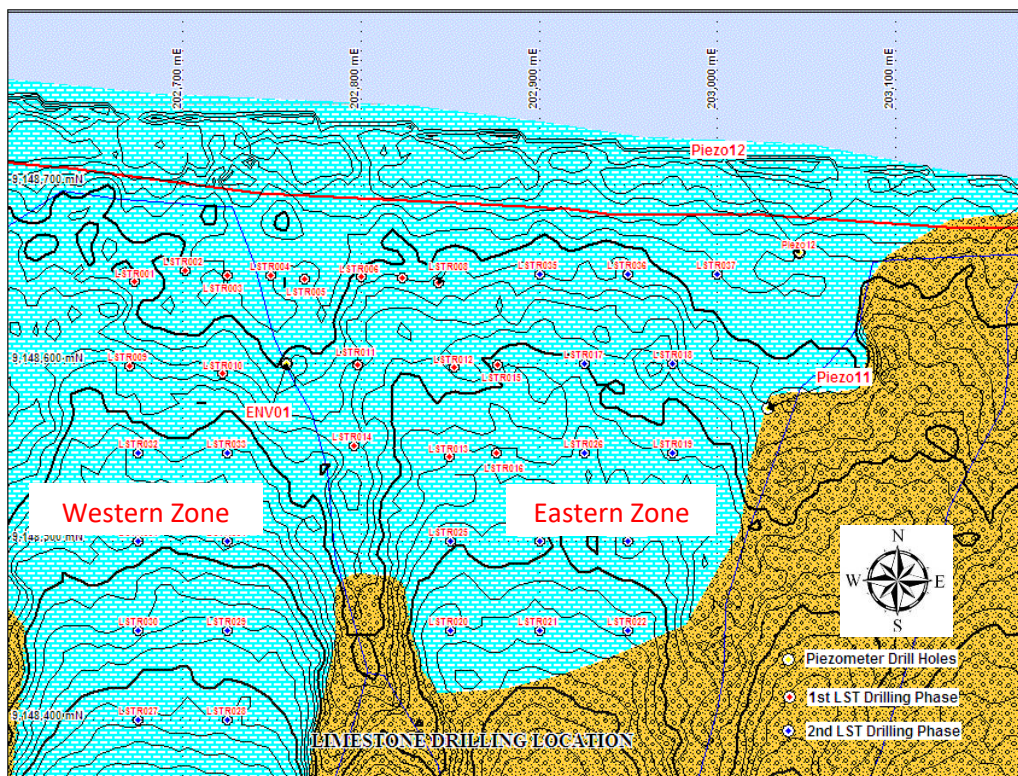 202,700 mE
202,800 mE
202,900 mE
203,000 mE
203,100 mE
Piezo12
9,148,700 mN
Piezo12
LSTR001
LSTR002
LSTR003
LSTR004
LSTR005
LSTR006
LSTR008
LSTR035
LSTR036
LSTR037
9,148,600 mN
LSTR009
LSTR010
LSTR011
LSTR012
LSTR015
LSTR017
LSTR018
Piezo11
ENV01
LSTR032
LSTR033
LSTR014
LSTR013
LSTR016
LSTR026
LSTR019
Western Zone
Eastern Zone
LSTR025
N
W E
S
LSTR030
LSTR029
LSTR020
LSTR021
LSTR022
Piezometer Drill Holes
1st LST Drilling Phase
2nd LST Drilling Phase
9,148,400 mN
LSTR027
LSTR028
LIMESTONE DRILLING LOCATION